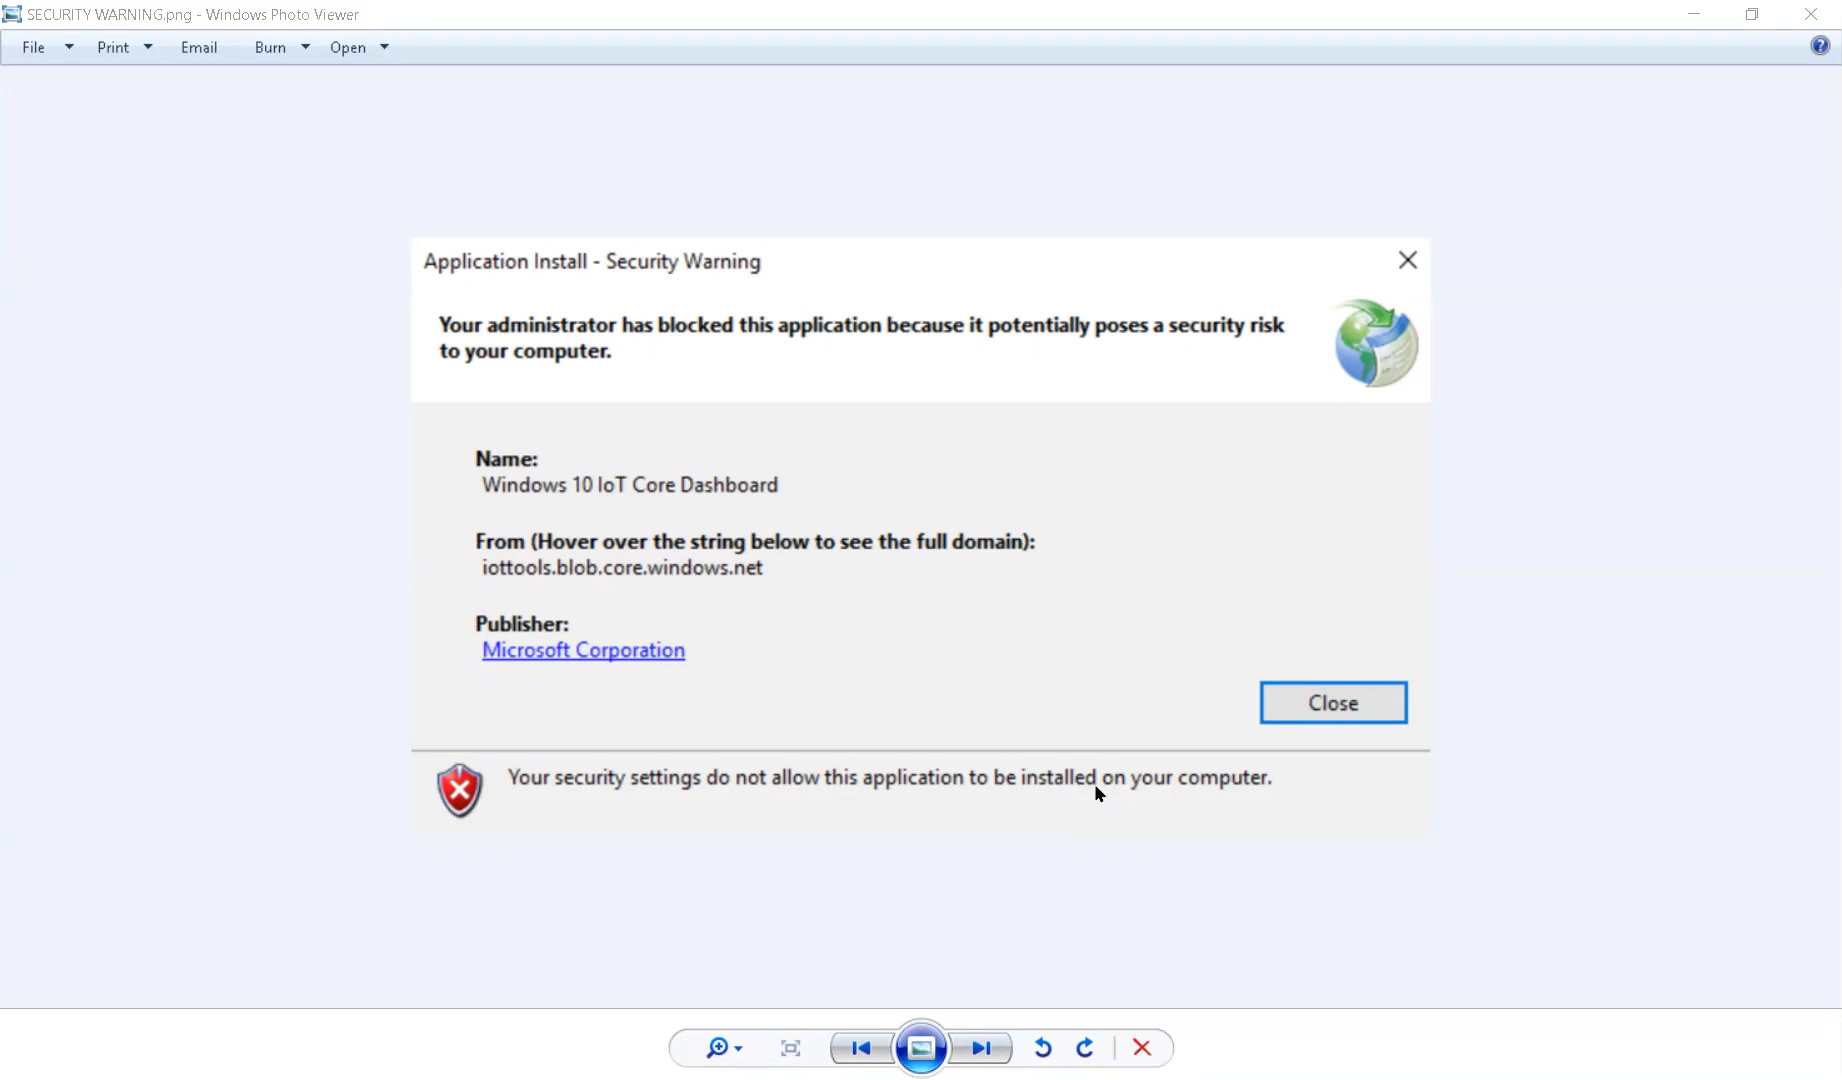 SECURITY WARNING.png - Windows Photo Viewer
File Print Email Burn Open
Application Install - Security Warning
Your administrator has blocked this application because it potentially poses a security risk
to your computer.
Name:
Windows 10 IoT Core Dashboard
From (Hover over the string below to see the full domain):
iottools.blob.core.windows.net
Publisher:
Microsoft Corporation
Close
Your security settings do not allow this application to be installed on your computer.